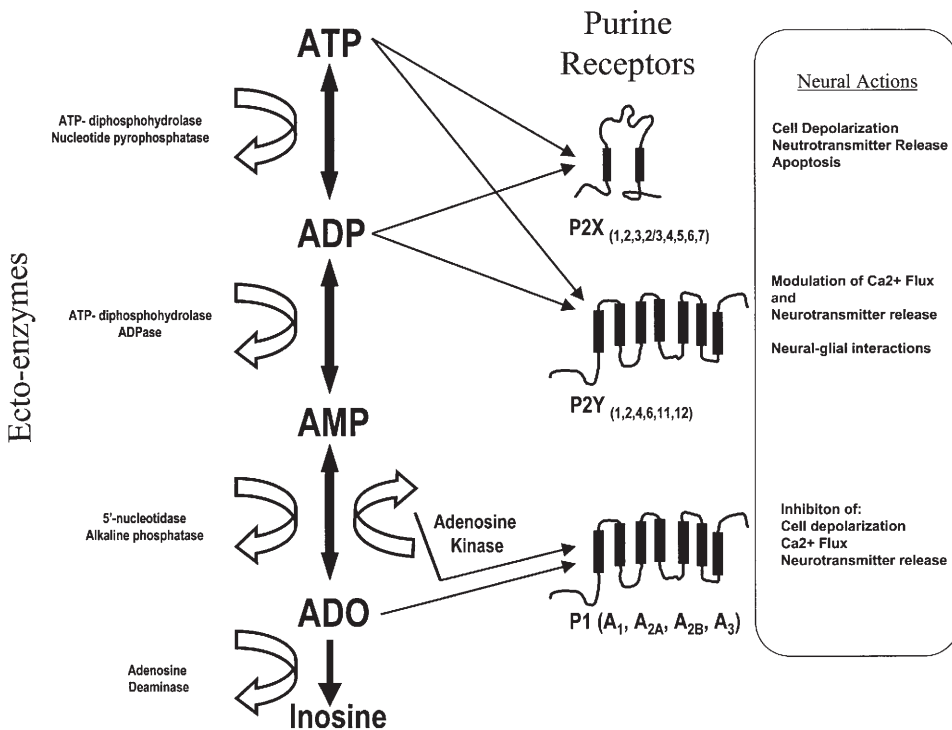 Ecto-enzymes
ATP
ATP- diphosphohydrolase
Nucleotide pyrophosphatase
ADP
ATP- diphosphohydrolase
ADPase
AMP
5'-nucleotidase
Alkaline phosphatase
Adenosine
Kinase
ADO
Adenosine
Deaminase
Inosine
Purine
Receptors
P2X (1,2,3,2/3,4,5,6,7)
P2Y (1,2,4,6,11,12)
P1 (A1, A2A, A2B, A3)
Neural Actions
Cell Depolarization
Neutrotransmitter Release
Apoptosis
Modulation of Ca2+ Flux
and
Neurotransmitter release
Neural-glial interactions
Inhibiton of:
Cell depolarization
Ca2+ Flux
Neurotransmitter release